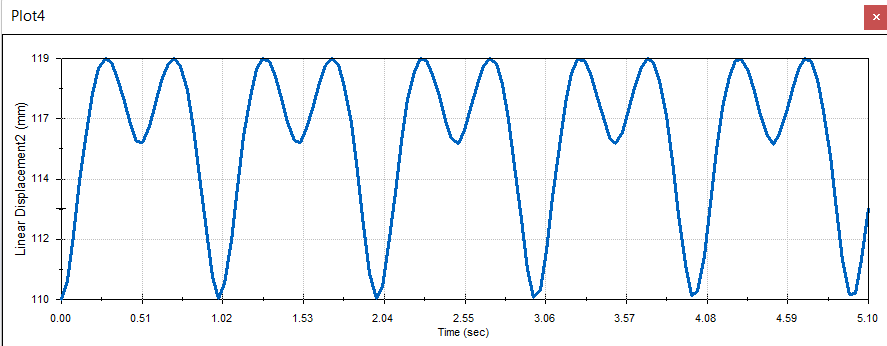 Plot4
Linear Displacement2 (mm)
119
117
114
112
110
0.00 0.51 1.02 1.53 2.04 2.55 3.06 3.57 4.08 4.59 5.10
Time (sec)